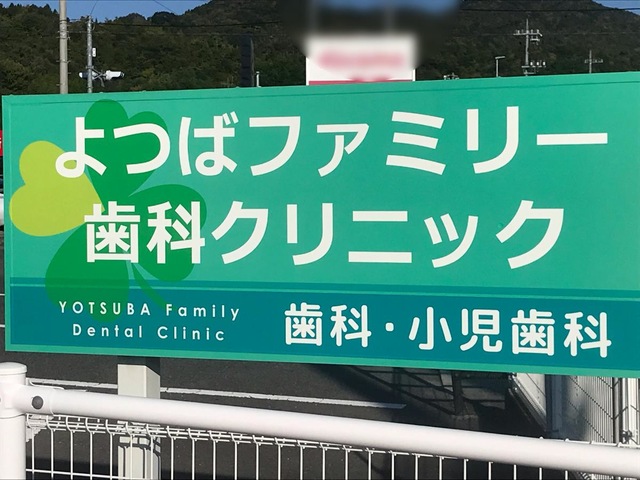 よつばファミリー
歯科クリニック
YOTSUBA Family
Dental Clinic
歯科・小児歯科